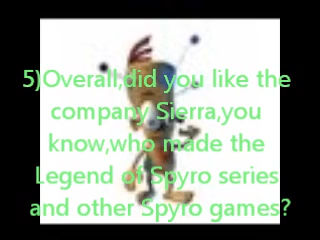 5)Overall,did you like the
company Sierra,you
know,who made the
Legend of Spyro series
and other Spyro games?